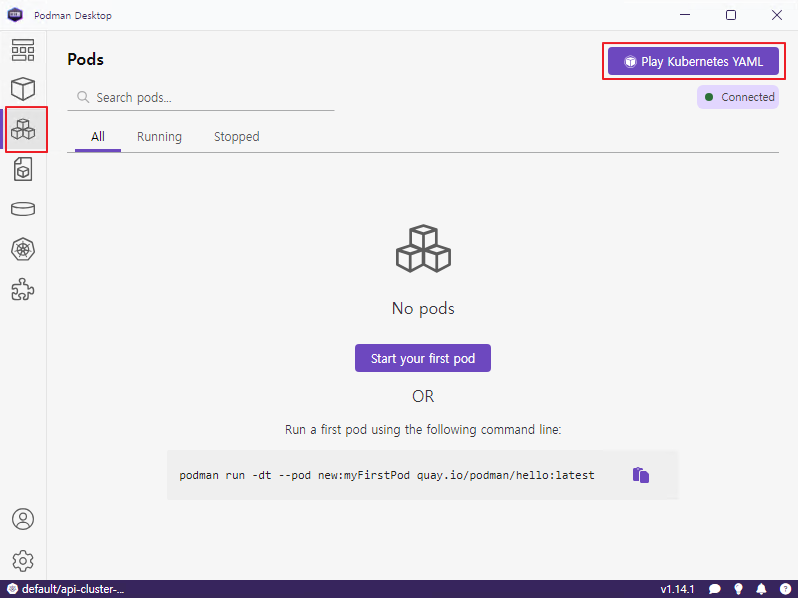 Podman Desktop
Pods
Play Kubernetes YAML
Search pods...
Connected
All Running Stopped
No pods
Start your first pod
OR
Run a first pod using the following command line:
podman run -dt --pod new:myFirstPod quay.io/podman/hello:latest
default/api-cluster-...
v1.14.1